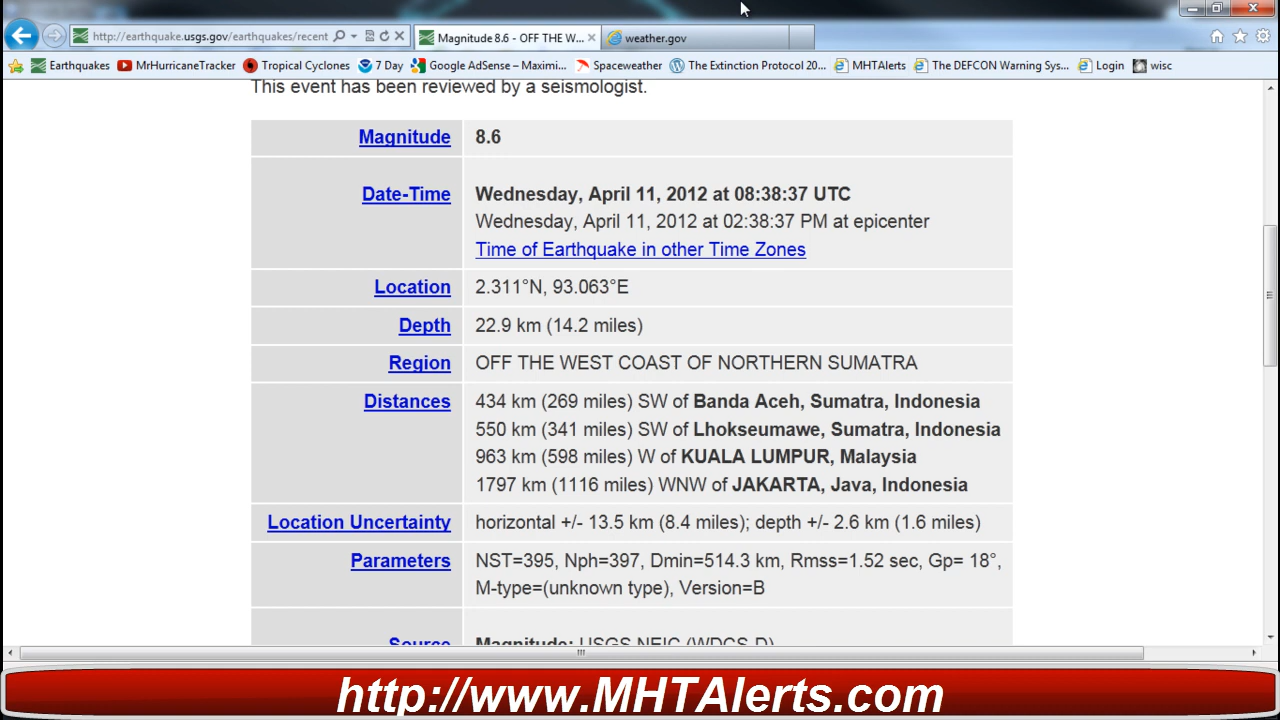 http://earthquake.usgs.gov/earthquakes/recent
Magnitude 8.6 - OFF THE W...
weather.gov
Earthquakes
MrHurricaneTracker
Tropical Cyclones
7 Day
Google AdSense – Maximi...
Spaceweather
The Extinction Protocol 20...
MHTAlerts
The DEFCON Warning Sys...
Login
wisc
This event has been reviewed by a seismologist.
Magnitude 8.6
Date-Time Wednesday, April 11, 2012 at 08:38:37 UTC
Wednesday, April 11, 2012 at 02:38:37 PM at epicenter
Time of Earthquake in other Time Zones
Location 2.311°N, 93.063°E
Depth 22.9 km (14.2 miles)
Region OFF THE WEST COAST OF NORTHERN SUMATRA
Distances 434 km (269 miles) SW of Banda Aceh, Sumatra, Indonesia
550 km (341 miles) SW of Lhokseumawe, Sumatra, Indonesia
963 km (598 miles) W of KUALA LUMPUR, Malaysia
1797 km (1116 miles) WNW of JAKARTA, Java, Indonesia
Location Uncertainty horizontal +/- 13.5 km (8.4 miles); depth +/- 2.6 km (1.6 miles)
Parameters NST=395, Nph=397, Dmin=514.3 km, Rmss=1.52 sec, Gp= 18°,
M-type=(unknown type), Version=B
Source Magnitude: USGS NEIC (WDCS-D)
http://www.MHTAlerts.com